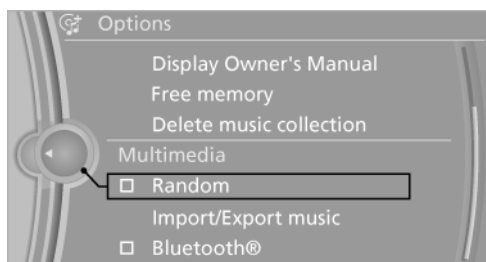 Options
Display Owner's Manual
Free memory
Delete music collection
Multimedia
Random
Import/Export music
Bluetooth®